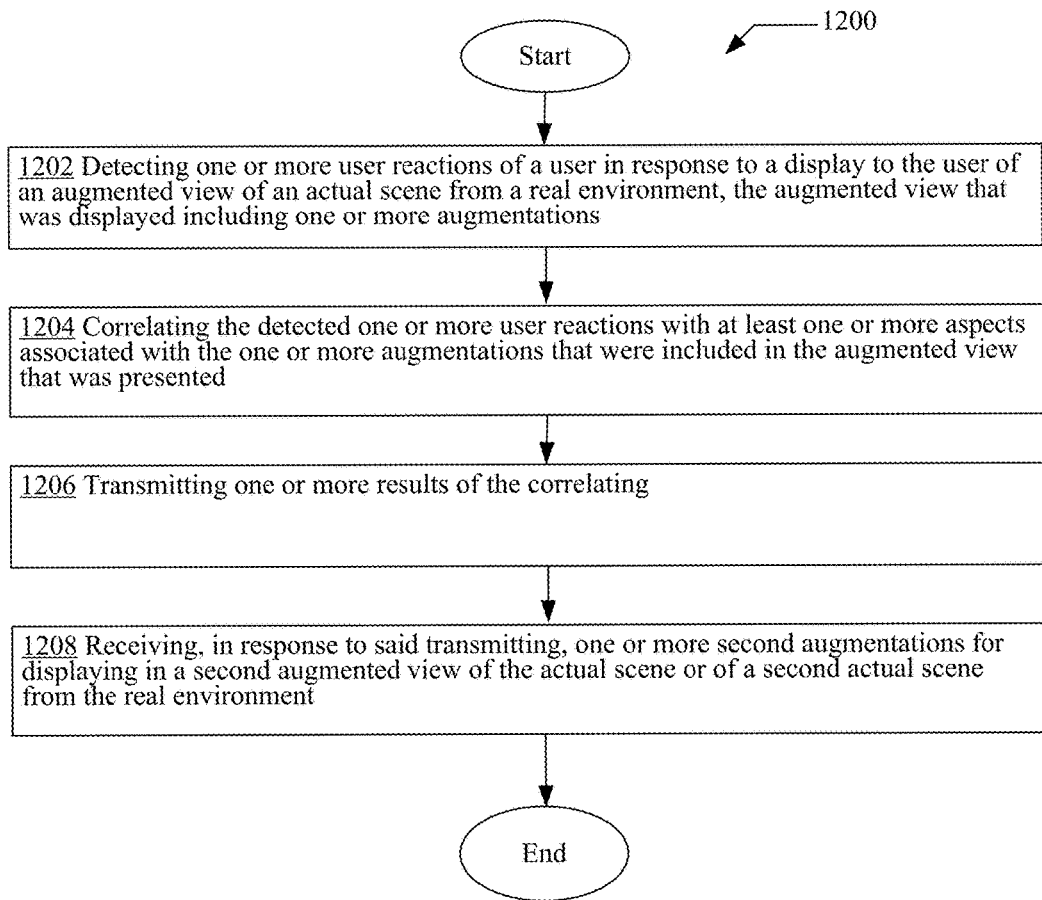 1200
Start
1202 Detecting one or more user reactions of a user in response to a display to the user of
an augmented view of an actual scene from a real environment, the augmented view that
was displayed including one or more augmentations
1204 Correlating the detected one or more user reactions with at least one or more aspects
associated with the one or more augmentations that were included in the augmented view
that was presented
1206 Transmitting one or more results of the correlating
1208 Receiving, in response to said transmitting, one or more second augmentations for
displaying in a second augmented view of the actual scene or of a second actual scene
from the real environment
End